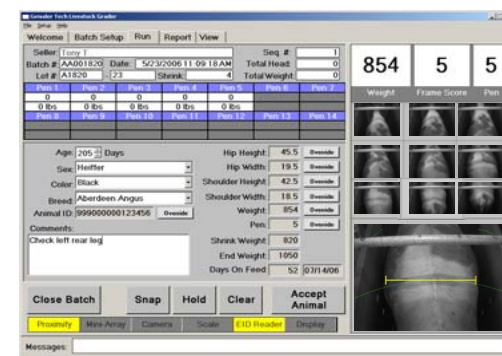 Gensler Tech Livestock Grader
File Setup Help
Welcome Batch Setup Run Report View
Seller: Tony T Seq #: 1
Batch #: AA001820 Date: 5/23/2006 11:09:18 AM Total Head: 0
Lot #: A1820 - 23 Shrink: 4 Total Weight: 0
Pen 1 Pen 2 Pen 3 Pen 4 Pen 5 Pen 6 Pen 7
0 0 0 0 0
0 lbs 0 lbs 0 lbs 0 lbs 0 lbs
Pen 8 Pen 9 Pen 10 Pen 11 Pen 12 Pen 13 Pen 14
Age: 205 Days
Sex: Heiffer
Color: Black
Breed: Aberdeen Angus
Animal ID: 999000000123456 Override
Comments:
Check left rear leg
Hip Height: 45.5 Override
Hip Width: 19.5 Override
Shoulder Height: 42.5 Override
Shoulder Width: 18.5 Override
Weight: 854 Override
Pen: 5 Override
Shrink Weight: 820
End Weight: 1050
Days On Feed: 52 07/14/06
Close Batch Snap Hold Clear Accept Animal
Proximity Mini-Array Camera Scale EID Reader Display
Messages:
854 5 5
Weight Frame Score Pen